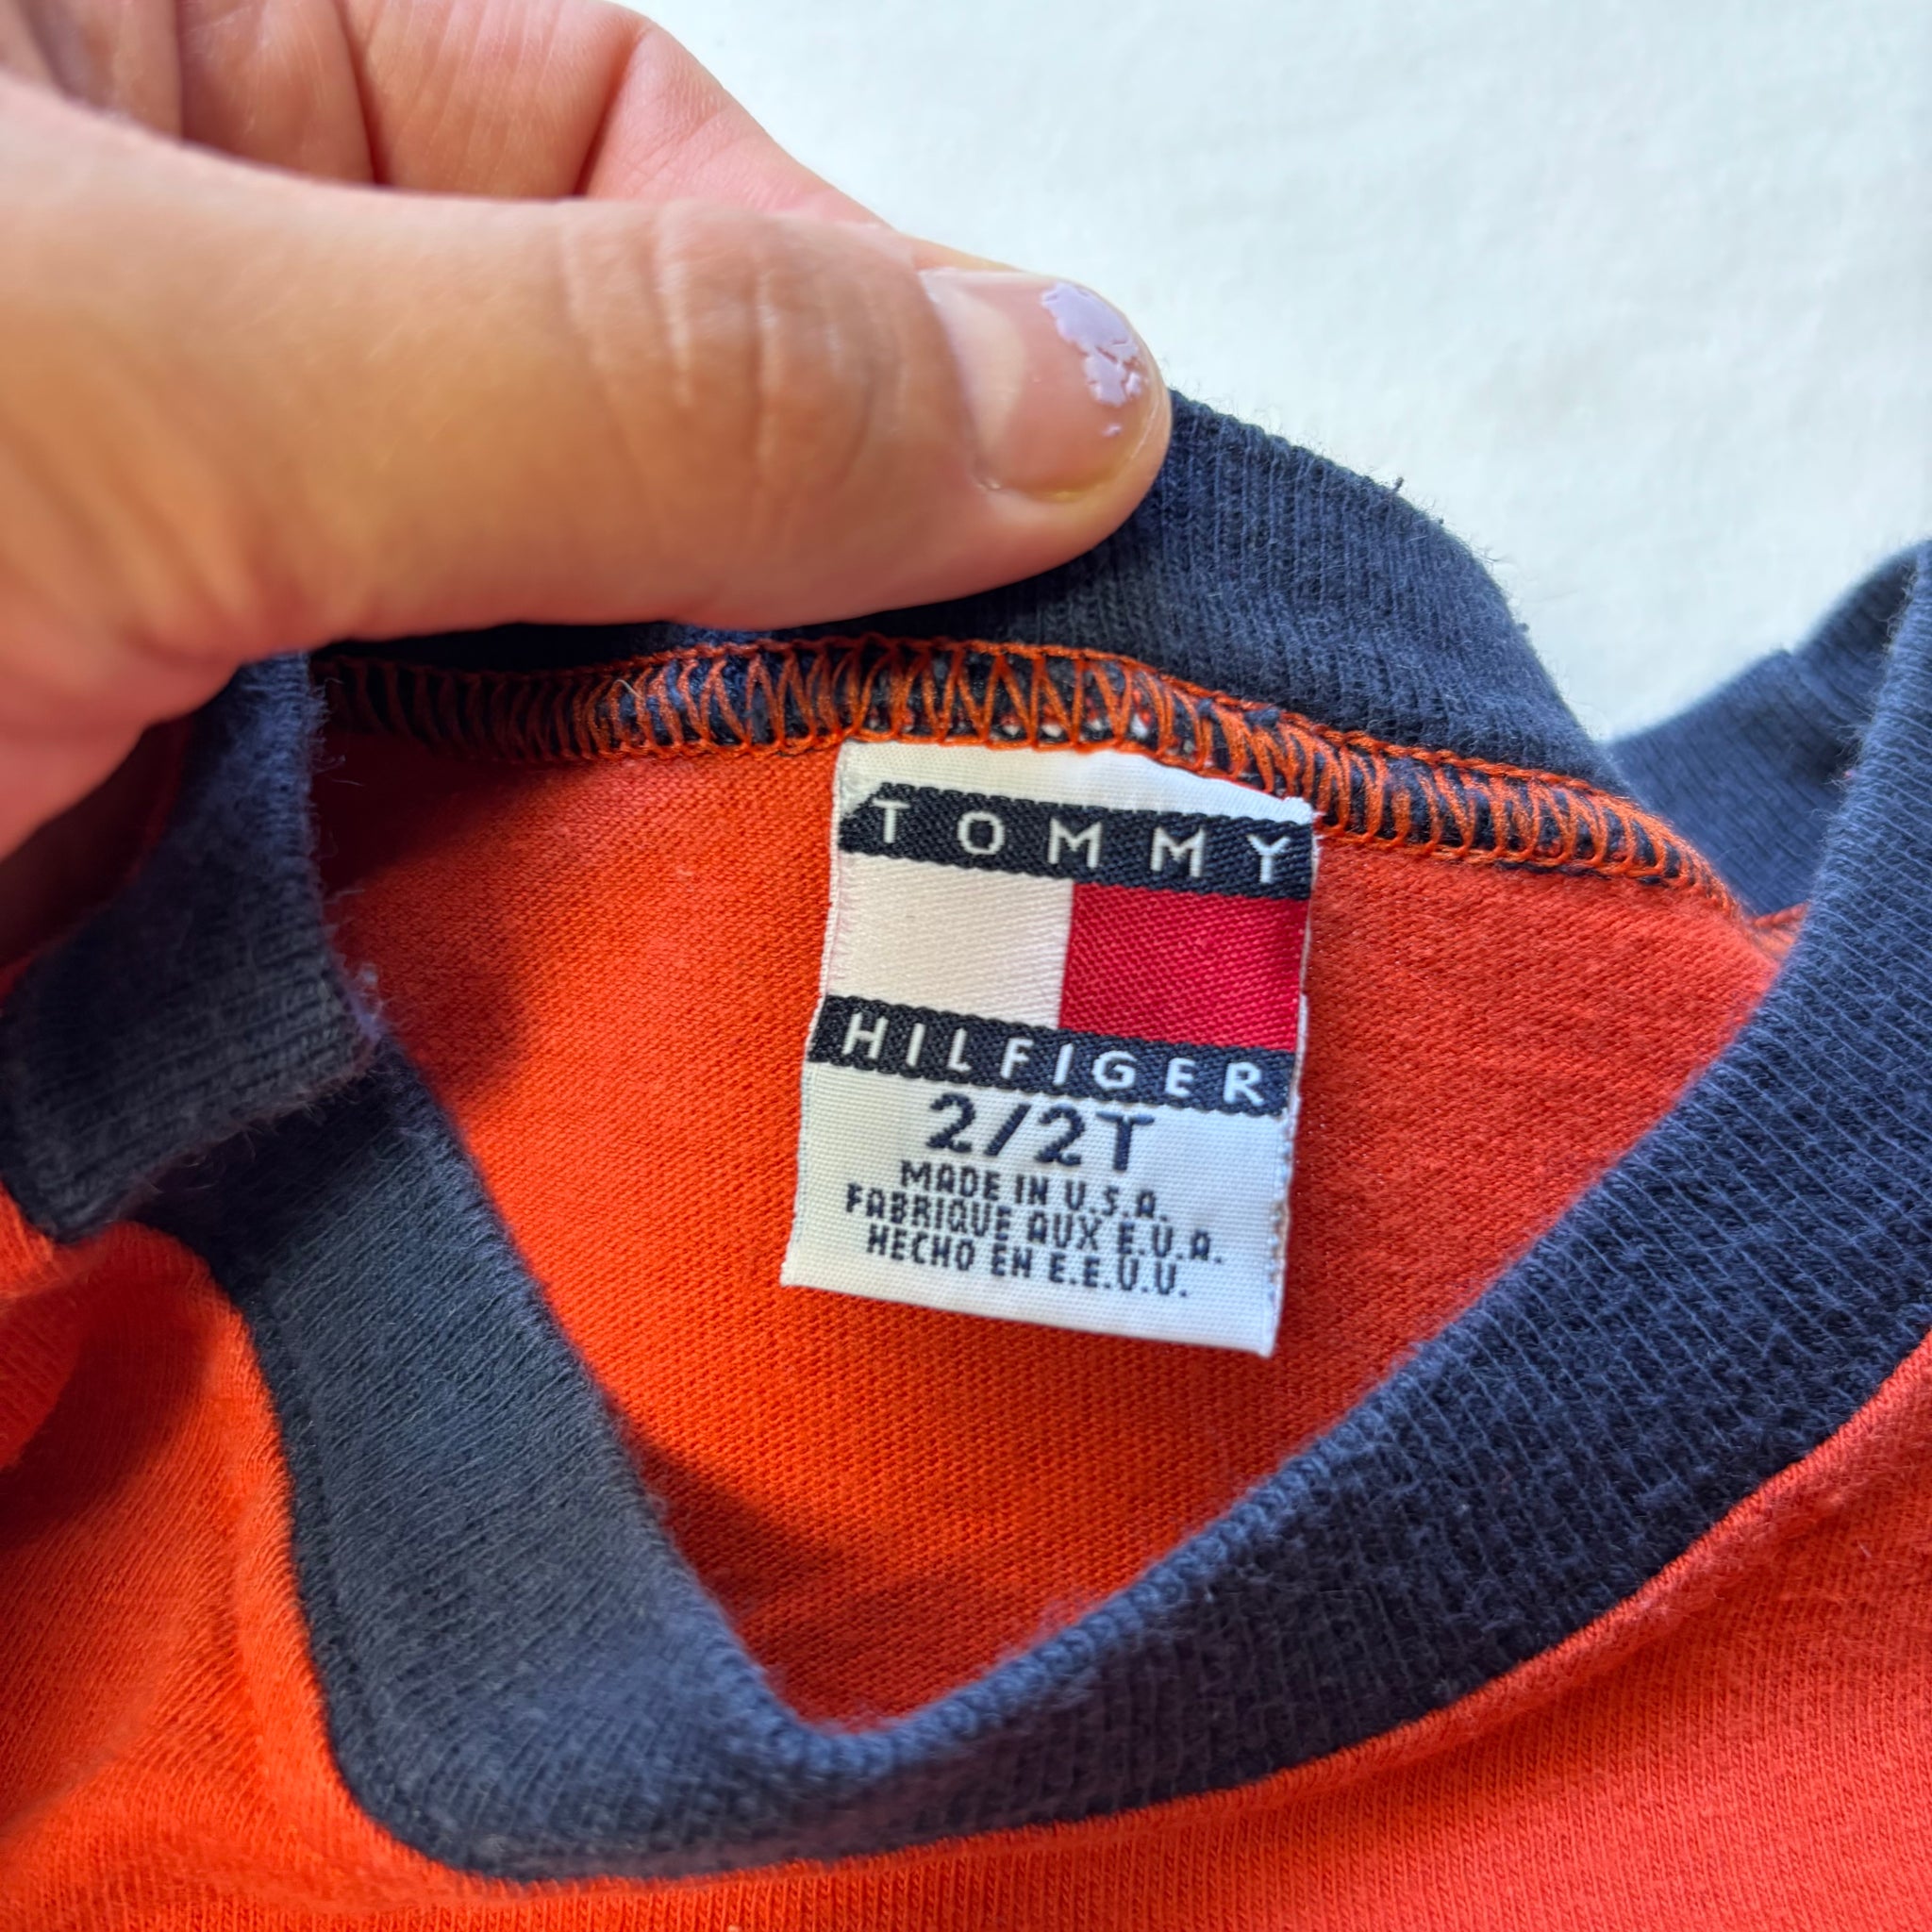 TOMMY
HILFIGER
2/2T
MADE IN U.S.A.
FABRIQUE AUX E.U.A.
HECHO EN E.E.U.U.